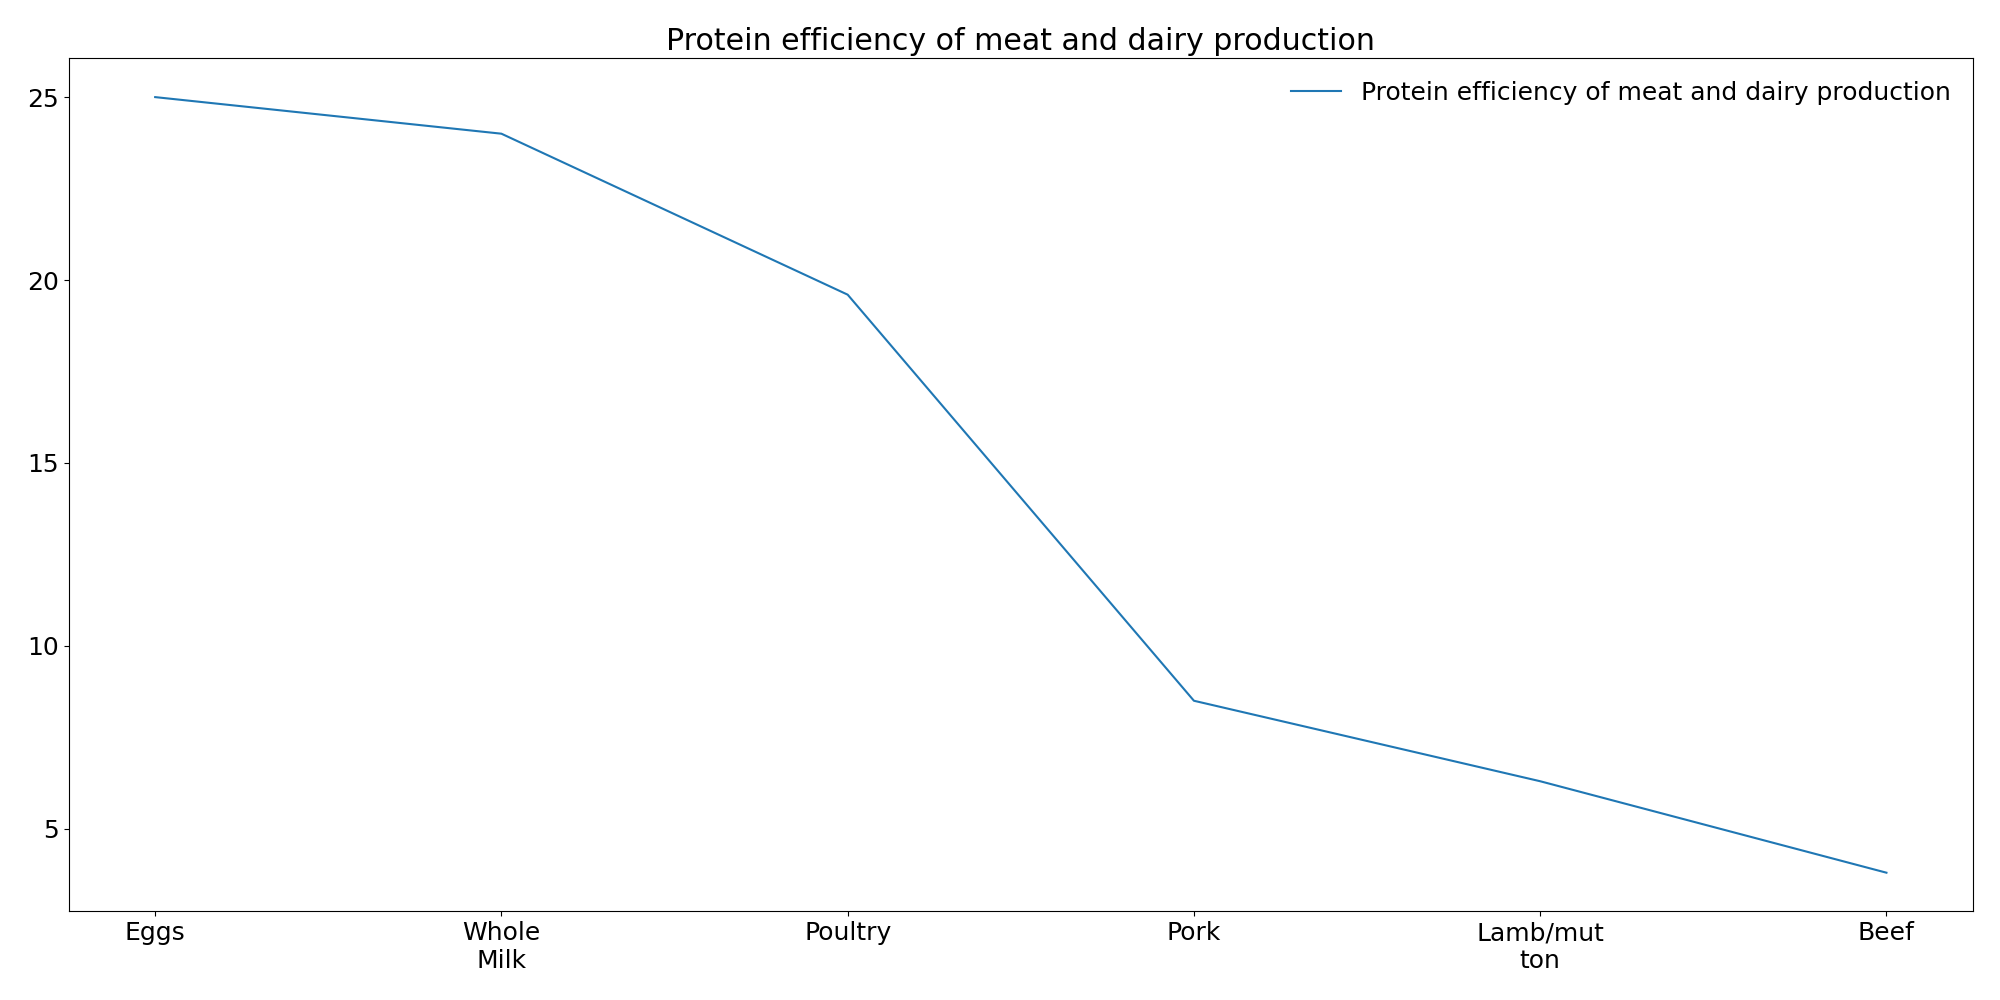 Protein efficiency of meat and dairy production
Protein efficiency of meat and dairy production
25
20
15
10
5
Eggs
Whole
Milk
Poultry
Pork
Lamb/mut
ton
Beef